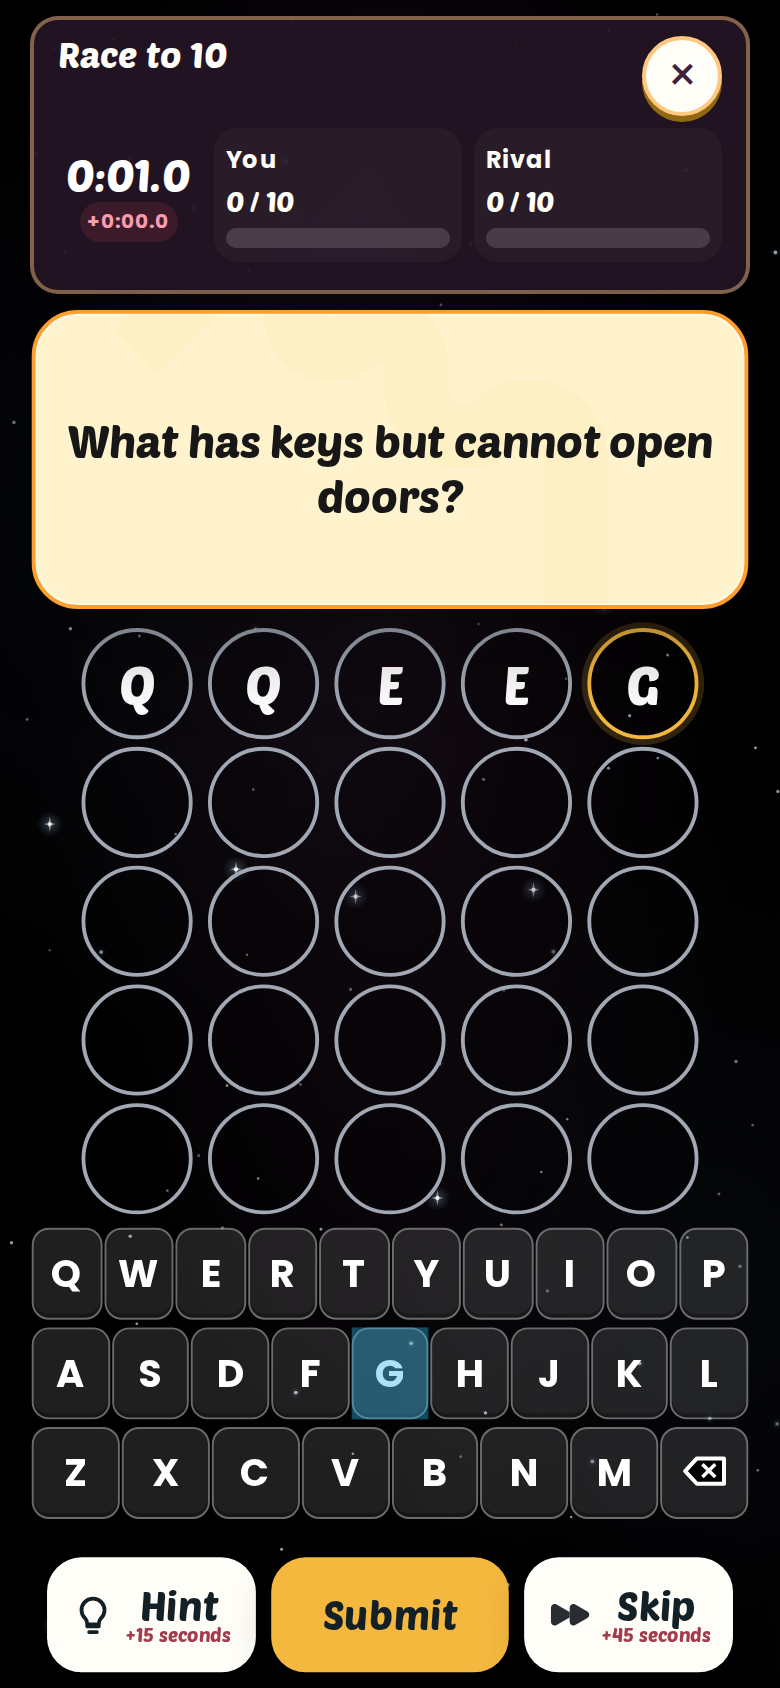 Race to 10
×
0:01.0
+0:00.0
You
0 / 10
Rival
0 / 10
What has keys but cannot open
doors?
Q Q E E G
Q W E R T Y U I O P
A S D F G H J K L
Z X C V B N M
Hint
+15 seconds
Submit
Skip
+45 seconds